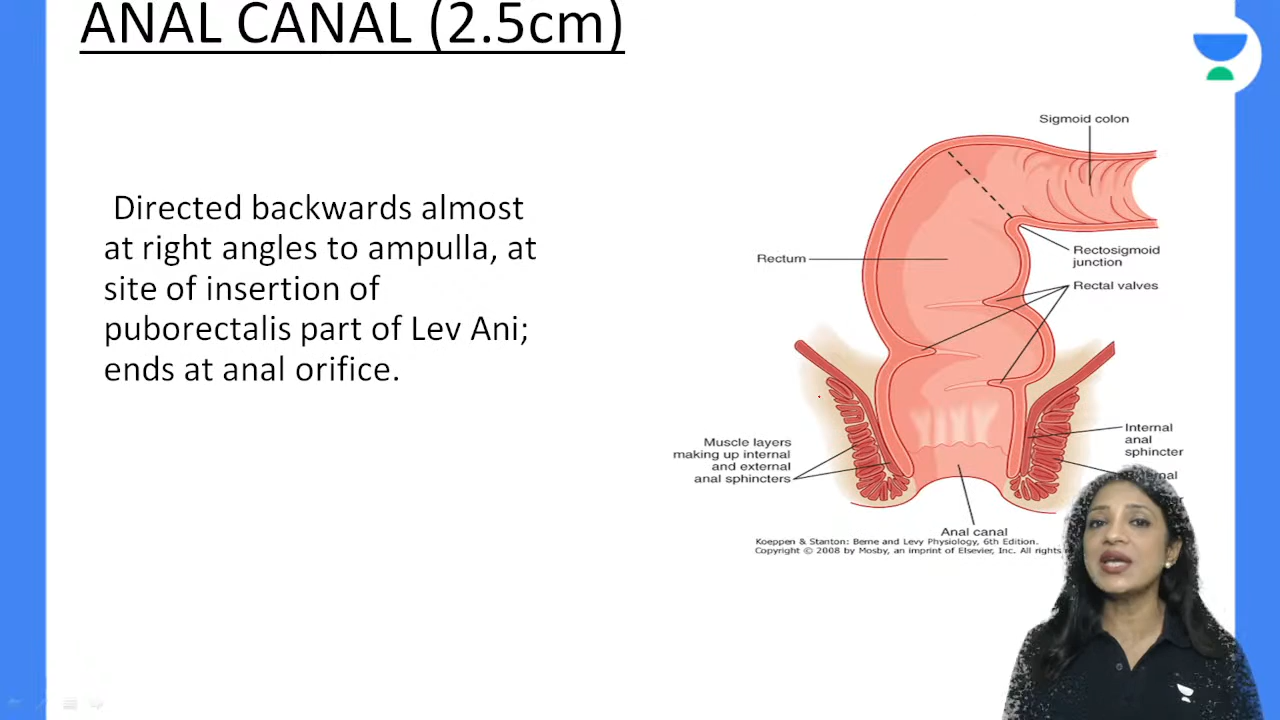 ANAL CANAL (2.5cm)
Directed backwards almost
at right angles to ampulla, at
site of insertion of
puborectalis part of Lev Ani;
ends at anal orifice.
Sigmoid colon
Rectum
Rectosigmoid
junction
Rectal valves
Muscle layers
making up internal
and external
anal sphincters
Internal
anal
sphincter
Anal canal
Koeppen & Stanton: Berne and Levy Physiology, 6th Edition.
Copyright © 2008 by Mosby, an imprint of Elsevier, Inc. All rights